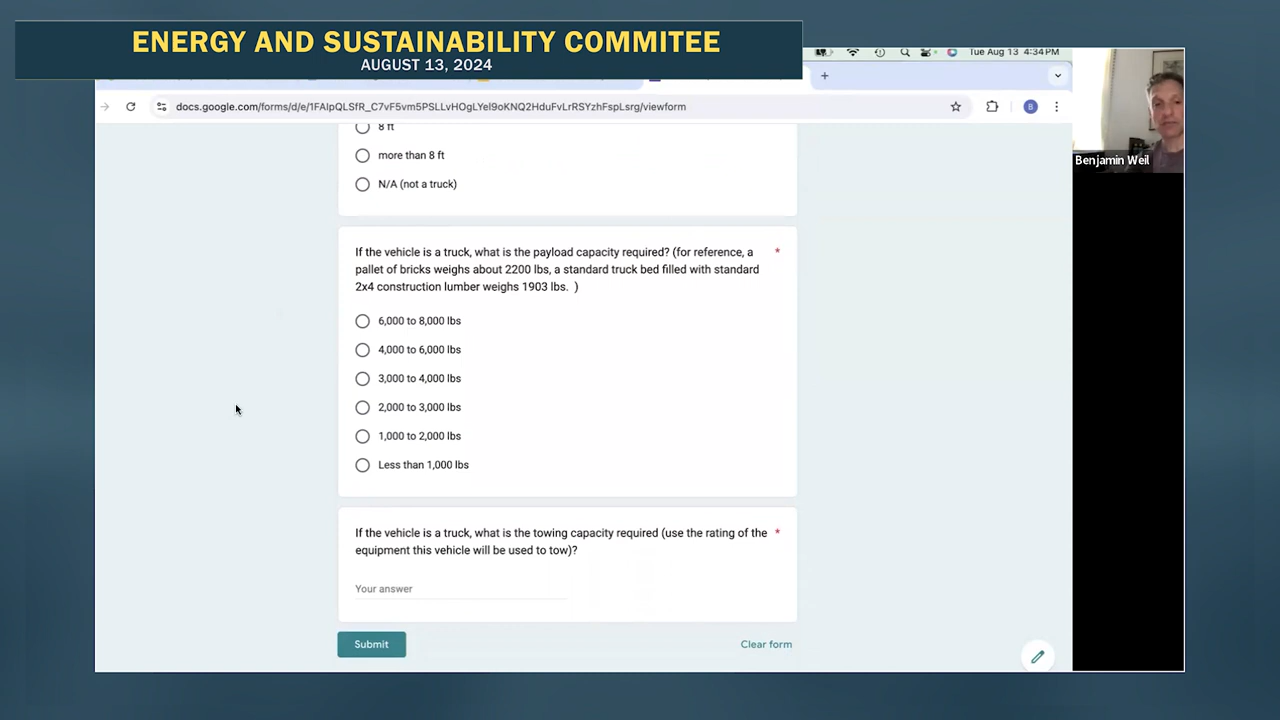 ENERGY AND SUSTAINABILITY COMMITEE
AUGUST 13, 2024
Tue Aug 13 4:34 PM
docs.google.com/forms/d/e/1FAIpQLSfR_C7vF5vm5PSLLvHOgLYeI9oKNQ2HduFvLrRSYzhFspLsrg/viewform
B
Benjamin Weil
8 ft
more than 8 ft
N/A (not a truck)
If the vehicle is a truck, what is the payload capacity required? (for reference, a *
pallet of bricks weighs about 2200 lbs, a standard truck bed filled with standard
2x4 construction lumber weighs 1903 lbs. )
6,000 to 8,000 lbs
4,000 to 6,000 lbs
3,000 to 4,000 lbs
2,000 to 3,000 lbs
1,000 to 2,000 lbs
Less than 1,000 lbs
If the vehicle is a truck, what is the towing capacity required (use the rating of the *
equipment this vehicle will be used to tow)?
Your answer
Submit
Clear form